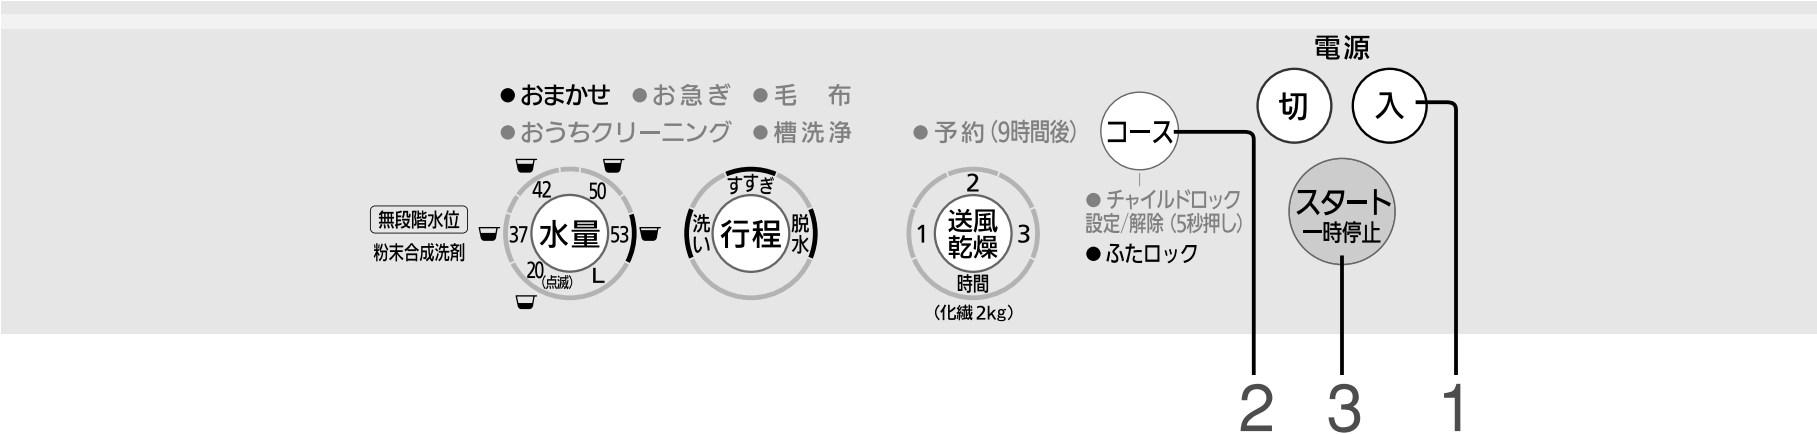 電源
切 入
●おまかせ ●お急ぎ ●毛 布
●おうちクリーニング ●槽洗浄
●予約(9時間後)
コース
42 50
37 水量 53
20 L
(点滅)
無段階水位
粉末合成洗剤
すすぎ
洗い 行程 脱水
2
1 送風乾燥 3
時間
(化繊2kg)
●チャイルドロック
設定/解除(5秒押し)
●ふたロック
スタート
一時停止
2 3 1